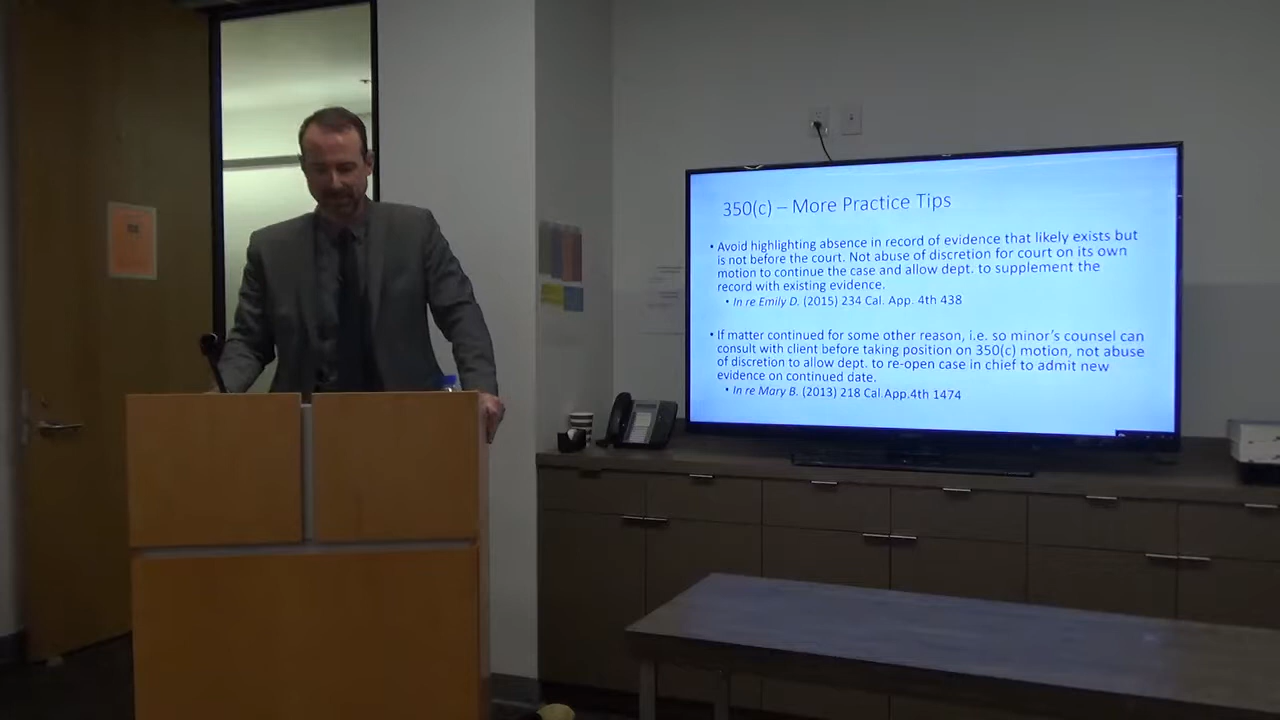 350(c) – More Practice Tips
• Avoid highlighting absence in record of evidence that likely exists but
is not before the court. Not abuse of discretion for court on its own
motion to continue the case and allow dept. to supplement the
record with existing evidence.
• In re Emily D. (2015) 234 Cal. App. 4th 438
• If matter continued for some other reason, i.e. so minor's counsel can
consult with client before taking position on 350(c) motion, not abuse
of discretion to allow dept. to re-open case in chief to admit new
evidence on continued date.
• In re Mary B. (2013) 218 Cal.App.4th 1474